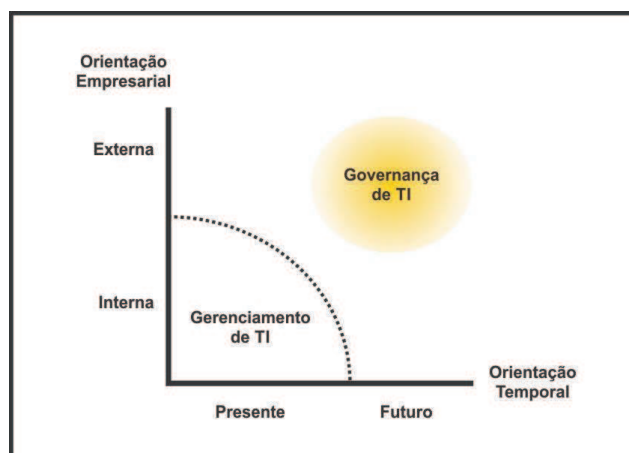 Orientação
Empresarial
Externa
Governança
de TI
Interna
Gerenciamento
de TI
Orientação
Temporal
Presente
Futuro